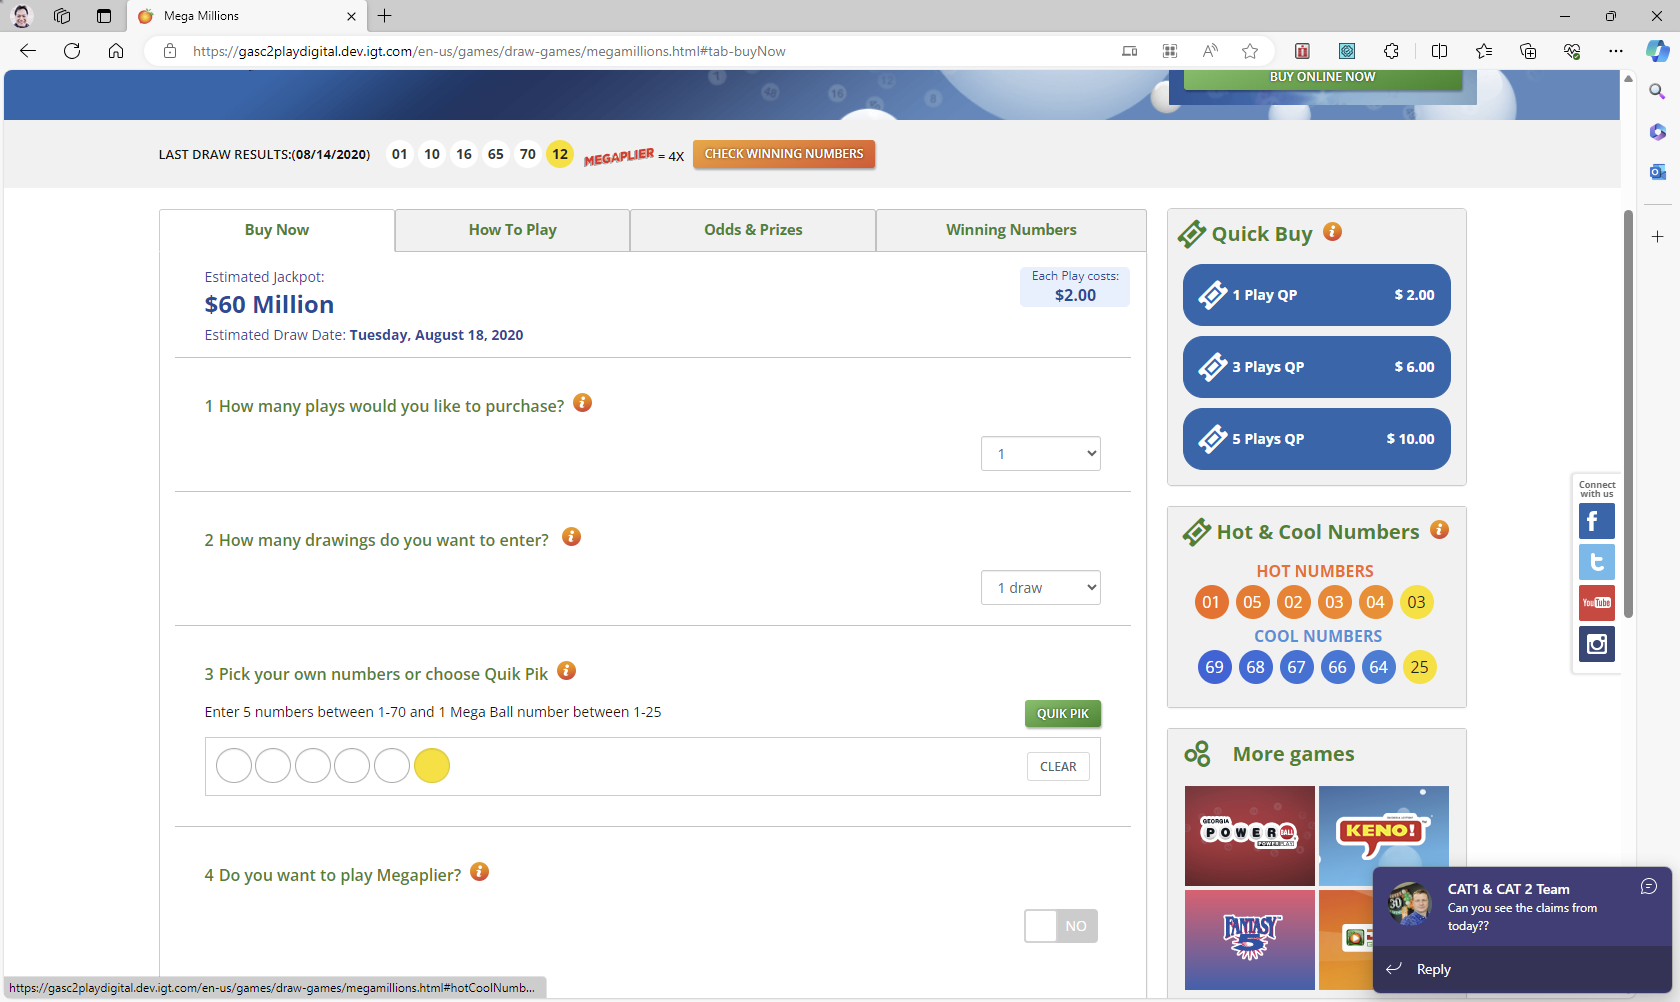 Mega Millions
https://gasc2playdigital.dev.igt.com/en-us/games/draw-games/megamillions.html#tab-buyNow
BUY ONLINE NOW
LAST DRAW RESULTS:(08/14/2020) 01 10 16 65 70 12 MEGAPLIER = 4X CHECK WINNING NUMBERS
Buy Now How To Play Odds & Prizes Winning Numbers
Estimated Jackpot:
$60 Million
Estimated Draw Date: Tuesday, August 18, 2020
Each Play costs:
$2.00
1 How many plays would you like to purchase?
1
2 How many drawings do you want to enter?
1 draw
3 Pick your own numbers or choose Quik Pik
Enter 5 numbers between 1-70 and 1 Mega Ball number between 1-25
QUIK PIK
CLEAR
4 Do you want to play Megaplier?
NO
Quick Buy
1 Play QP $ 2.00
3 Plays QP $ 6.00
5 Plays QP $ 10.00
Hot & Cool Numbers
HOT NUMBERS
01 05 02 03 04 03
COOL NUMBERS
69 68 67 66 64 25
More games
GEORGIA
POWERBALL
POWER PLAY
KENO!
FANTASY
5
Connect
with us
YouTube
CAT1 & CAT 2 Team
Can you see the claims from
today??
Reply
https://gasc2playdigital.dev.igt.com/en-us/games/draw-games/megamillions.html#hotCoolNumb...